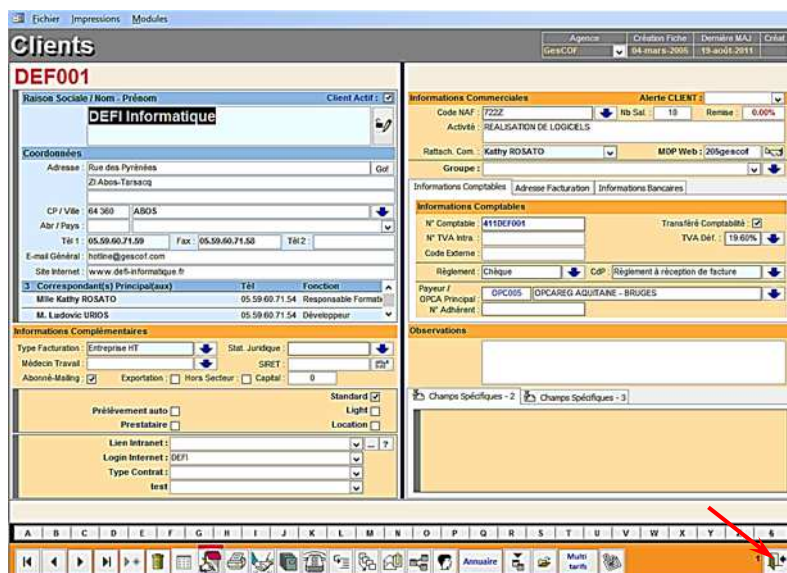 Fichier Impressions Modules
Clients
Agence Création Fiche Dernière MAJ Créat
GesCOF 04-mars-2005 19-août-2011
DEF001
Raison Sociale / Nom - Prénom Client Actif :
DEFI Informatique
Coordonnées
Adresse : Rue des Pyrénées Go!
ZI Abos-Tarsacq
CP / Ville : 64 360 ABOS
Abr / Pays :
Tél 1 : 05.59.60.71.59 Fax : 05.59.60.71.58 Tél 2 :
E-mail Général : hotline@gescof.com
Site Internet : www.defi-informatique.fr
3 Correspondant(s) Principal(aux) Tél Fonction
Mlle Kathy ROSATO 05.59.60.71.54 Responsable Formati
M. Ludovic URIOS 05.59.60.71.54 Développeur
Informations Complémentaires
Type Facturation : Entreprise HT Stat. Juridique :
Médecin Travail : SIRET :
Abonné-Mailing : Exportation : Hors Secteur : Capital : 0
Standard
Prélèvement auto Light
Prestataire Location
Lien Intranet : ... ?
Login Internet : DEFI
Type Contrat :
test
Informations Commerciales Alerte CLIENT :
Code NAF : 722Z Nb Sal. : 10 Remise : 0.00%
Activité : REALISATION DE LOGICIELS
Rattach. Com. : Kathy ROSATO MDP Web : 205gescof
Groupe :
Informations Comptables Adresse Facturation Informations Bancaires
Informations Comptables
N° Comptable : 411DEF001 Transféré Comptabilité :
N° TVA Intra. : TVA Déf. : 19.60%
Code Externe :
Règlement : Chèque CdP : Règlement à réception de facture
Payeur / OPCA Principal : OPC005 OPCAREG AQUITAINE - BRUGES
N° Adhérent :
Observations
Champs Spécifiques - 2 Champs Spécifiques - 3
A B C D E F G H I J K L M N O P Q R S T U V W X Y &
Annuaire Multi tarifs